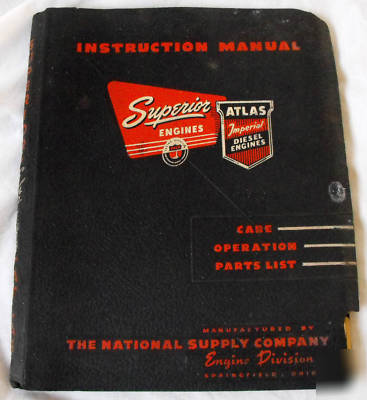 INSTRUCTION MANUAL
Superior
ENGINES
ATLAS
Imperial
DIESEL
ENGINES
CARE
OPERATION
PARTS LIST
MANUFACTURED BY
THE NATIONAL SUPPLY COMPANY
Engine Division
SPRINGFIELD, OHIO